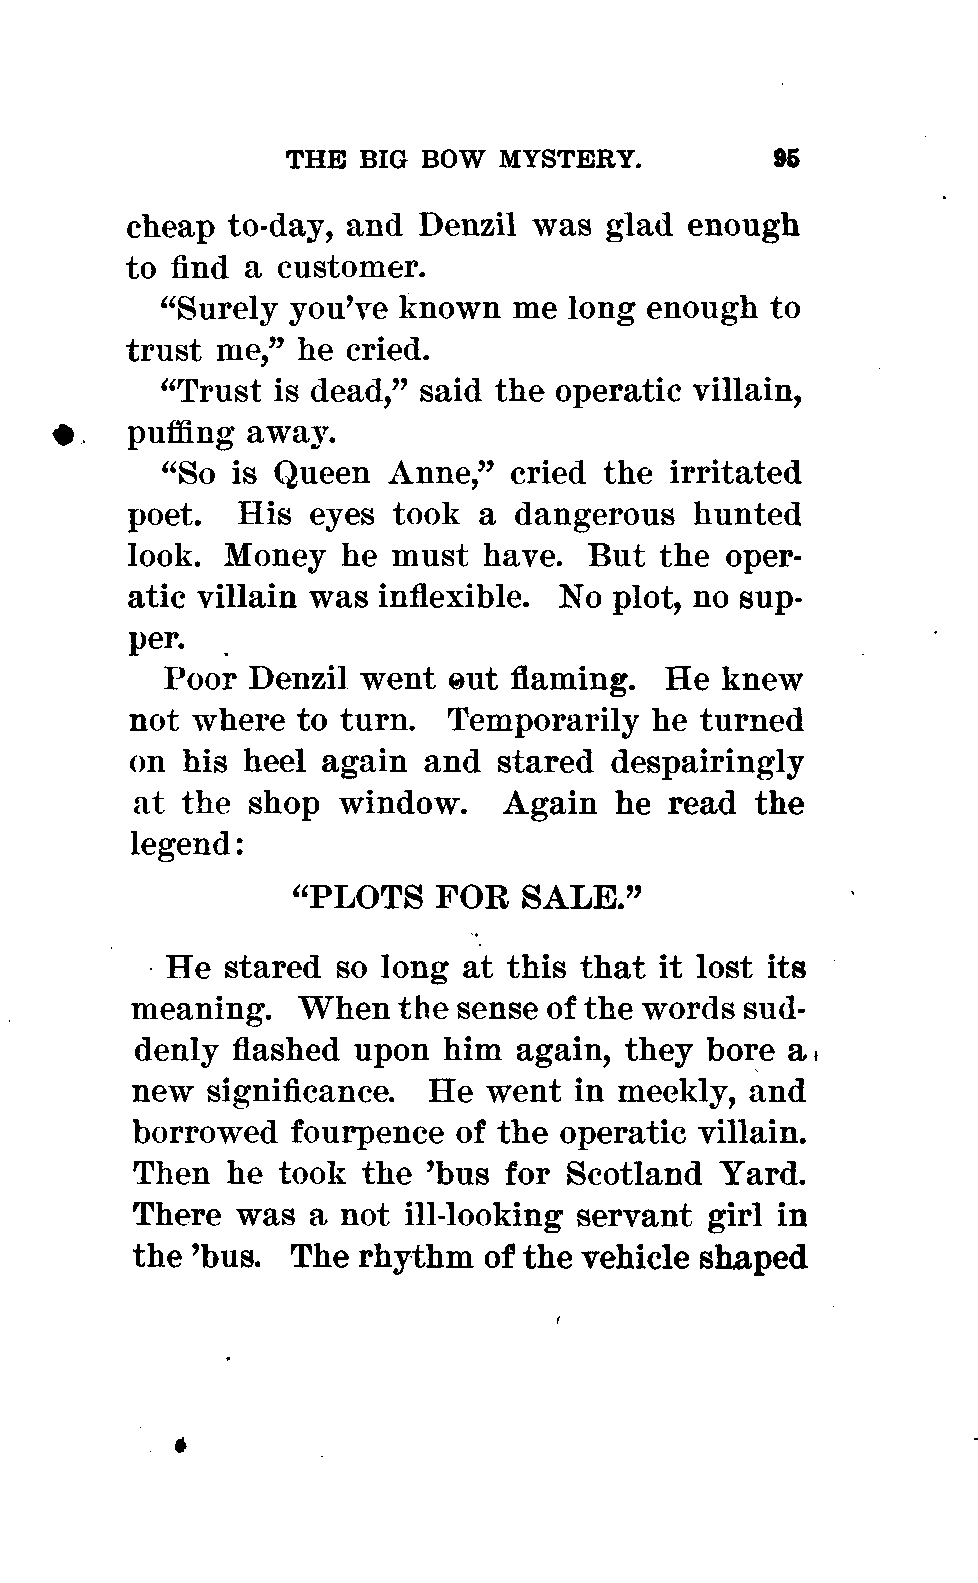 THE BIG BOW MYSTERY. 95
cheap to-day, and Denzil was glad enough
to find a customer.
“Surely you’ve known me long enough to
trust me,” he cried.
“Trust is dead,” said the operatic villain,
puffing away.
“So is Queen Anne,” cried the irritated
poet. His eyes took a dangerous hunted
look. Money he must have. But the oper-
atic villain was inflexible. No plot, no sup-
per.
Poor Denzil went out flaming. He knew
not where to turn. Temporarily he turned
on his heel again and stared despairingly
at the shop window. Again he read the
legend:
“PLOTS FOR SALE.”
He stared so long at this that it lost its
meaning. When the sense of the words sud-
denly flashed upon him again, they bore a
new significance. He went in meekly, and
borrowed fourpence of the operatic villain.
Then he took the ’bus for Scotland Yard.
There was a not ill-looking servant girl in
the ’bus. The rhythm of the vehicle shaped